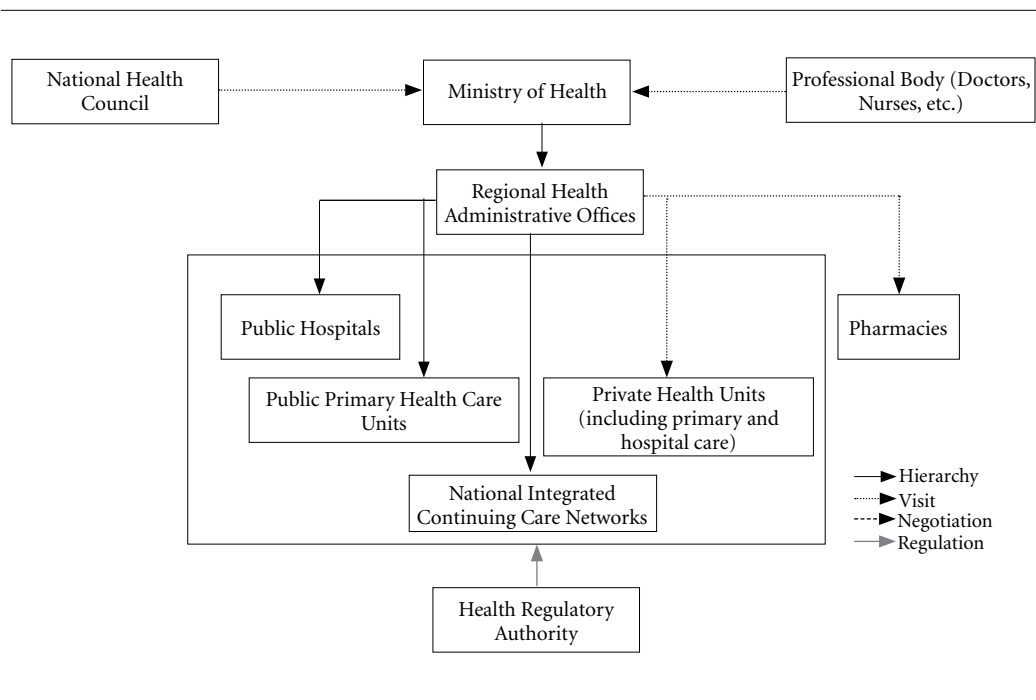 National Health
Council
Ministry of Health
Professional Body (Doctors,
Nurses, etc.)
Regional Health
Administrative Offices
Public Hospitals
Pharmacies
Public Primary Health Care
Units
Private Health Units
(including primary and
hospital care)
National Integrated
Continuing Care Networks
Hierarchy
Visit
Negotiation
Regulation
Health Regulatory
Authority